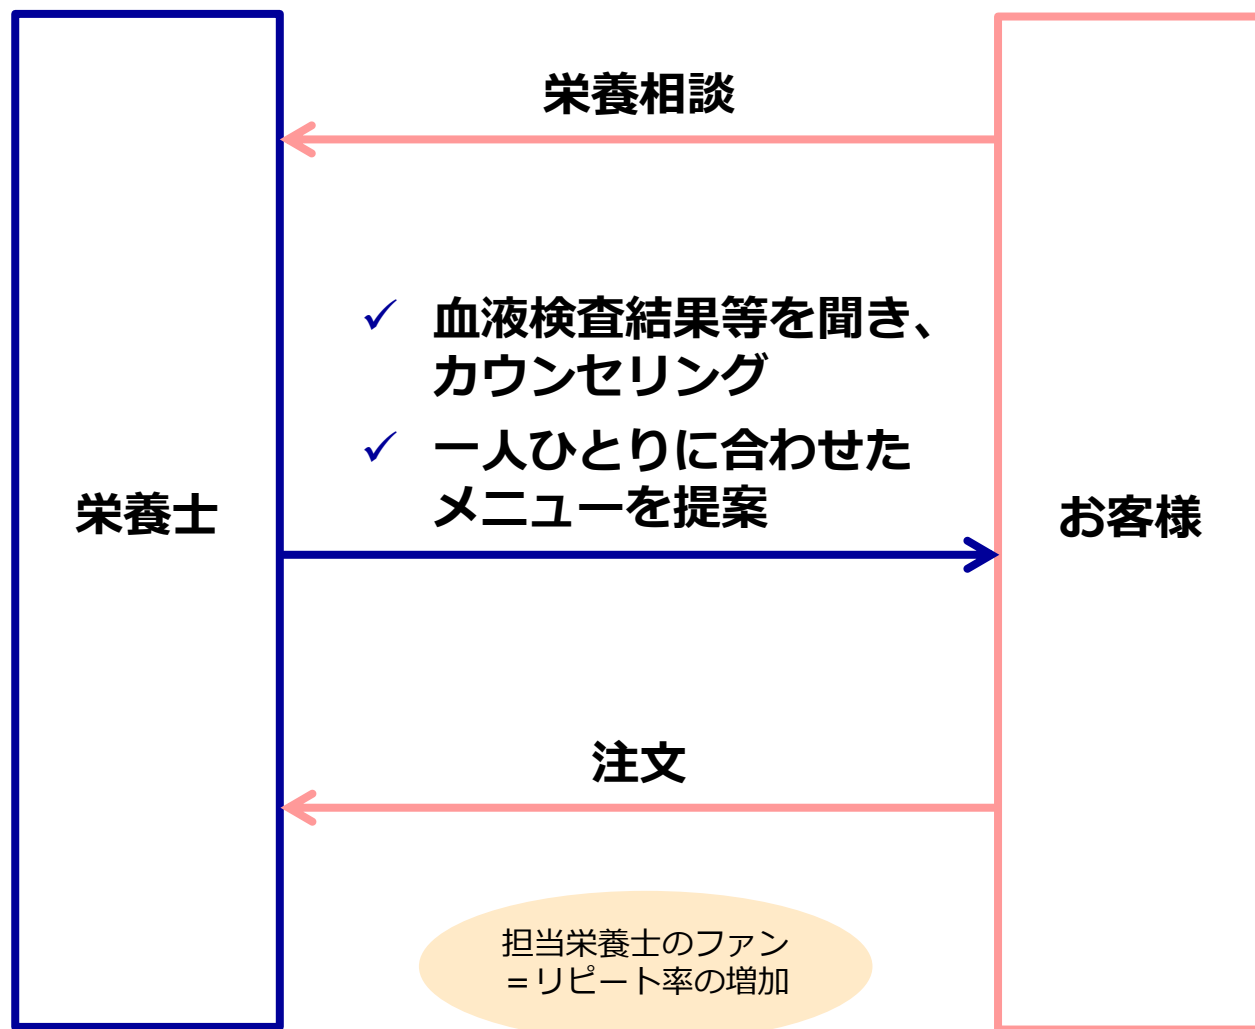 栄養相談
✓ 血液検査結果等を聞き、
カウンセリング
✓ 一人ひとりに合わせた
メニューを提案
栄養士
お客様
注文
担当栄養士のファン
=リピート率の増加